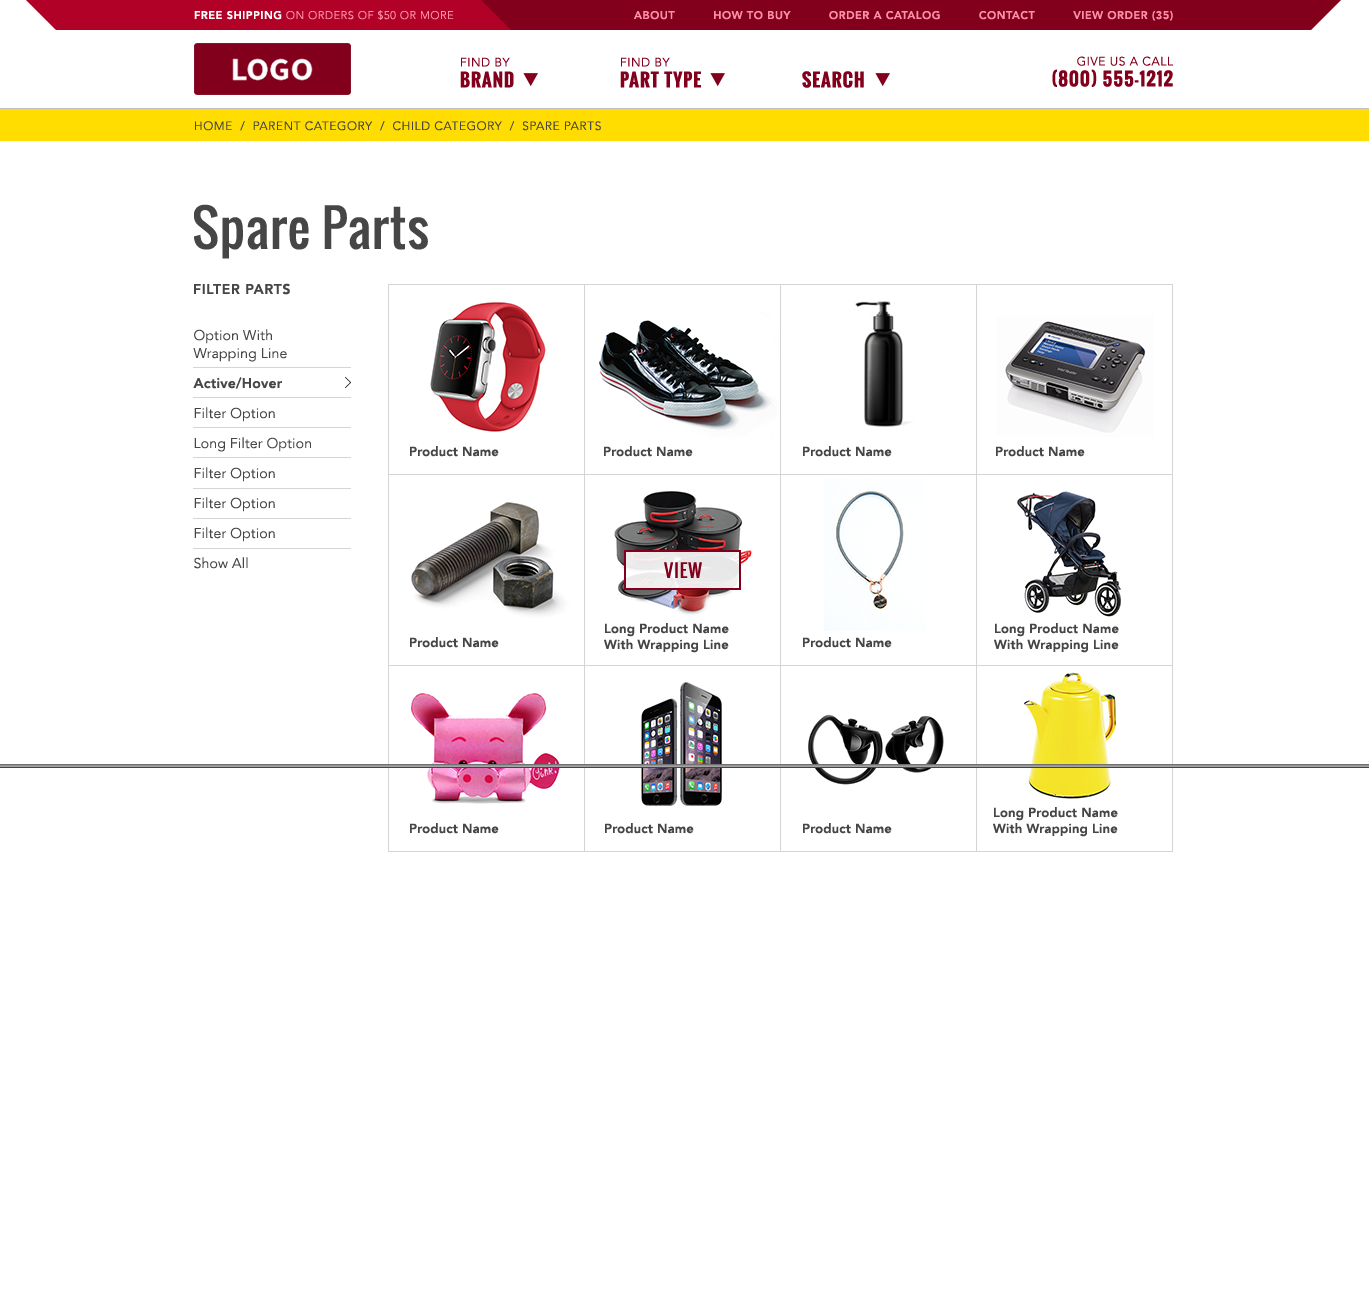 FREE SHIPPING ON ORDERS OF $50 OR MORE
ABOUT
HOW TO BUY
ORDER A CATALOG
CONTACT
VIEW ORDER (35)
LOGO
FIND BY
BRAND
FIND BY
PART TYPE
SEARCH
GIVE US A CALL
(800) 555-1212
HOME / PARENT CATEGORY / CHILD CATEGORY / SPARE PARTS
Spare Parts
FILTER PARTS
Option With
Wrapping Line
Active/Hover
Filter Option
Long Filter Option
Filter Option
Filter Option
Filter Option
Show All
Product Name
Product Name
Product Name
Product Name
Product Name
VIEW
Long Product Name
With Wrapping Line
Product Name
Long Product Name
With Wrapping Line
Oink!
Product Name
Product Name
Product Name
Long Product Name
With Wrapping Line